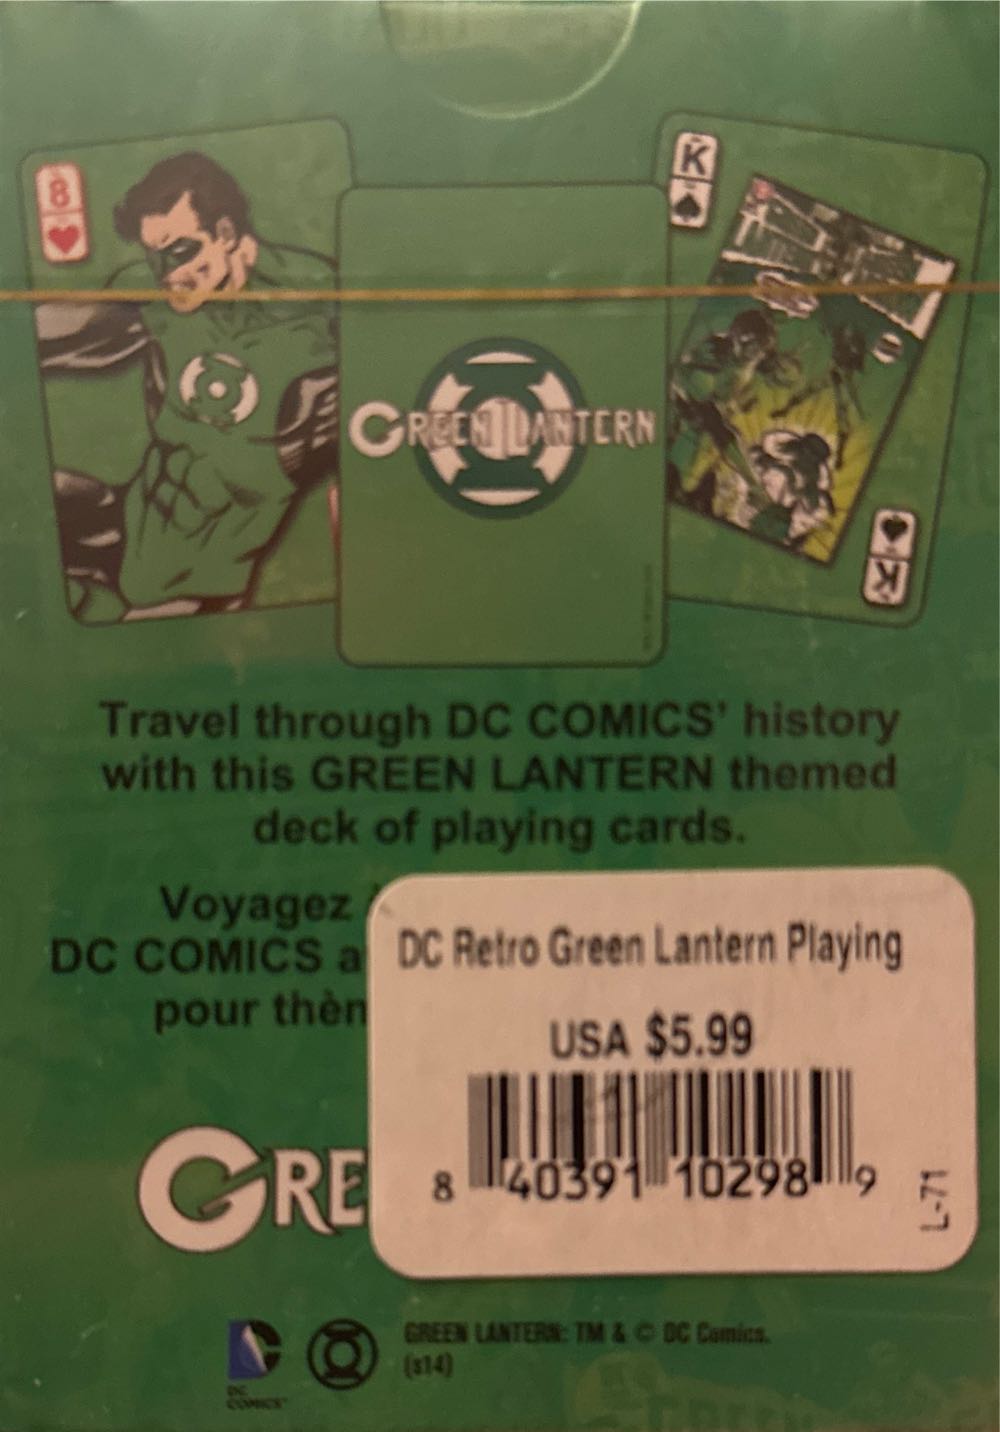 8
K
GREEN LANTERN
K
Travel through DC COMICS' history
with this GREEN LANTERN themed
deck of playing cards.
Voyagez
DC COMICS a
pour thèm
DC Retro Green Lantern Playing
USA $5.99
8 40391 10298 9
L-71
GRE
GREEN LANTERN: TM & © DC Comics.
(s14)
DC
COMICS